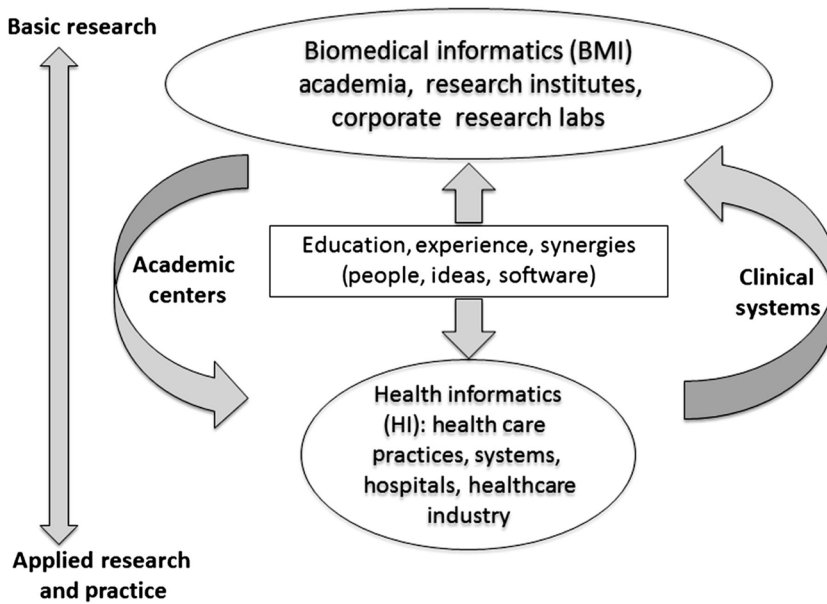 Basic research
Biomedical informatics (BMI)
academia, research institutes,
corporate research labs
Academic
centers
Education, experience, synergies
(people, ideas, software)
Clinical
systems
Health informatics
(HI): health care
practices, systems,
hospitals, healthcare
industry
Applied research
and practice